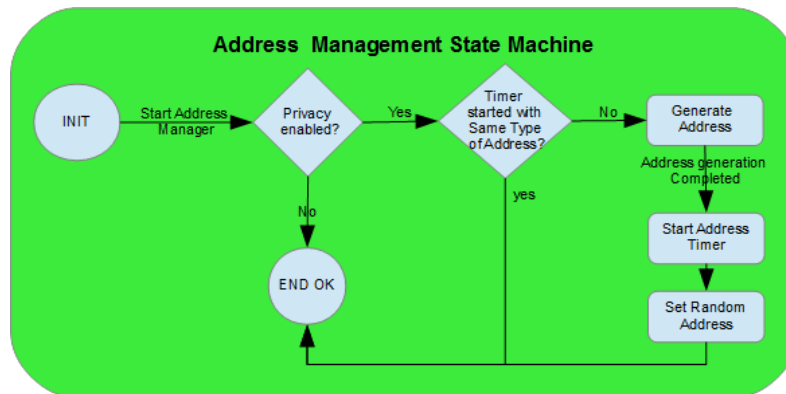 Address Management State Machine
INIT
Start Address
Manager
Privacy
enabled?
Yes
Timer
started with
Same Type
of Address?
No
Generate
Address
Address generation
Completed
No
yes
Start Address
Timer
END OK
Set Random
Address